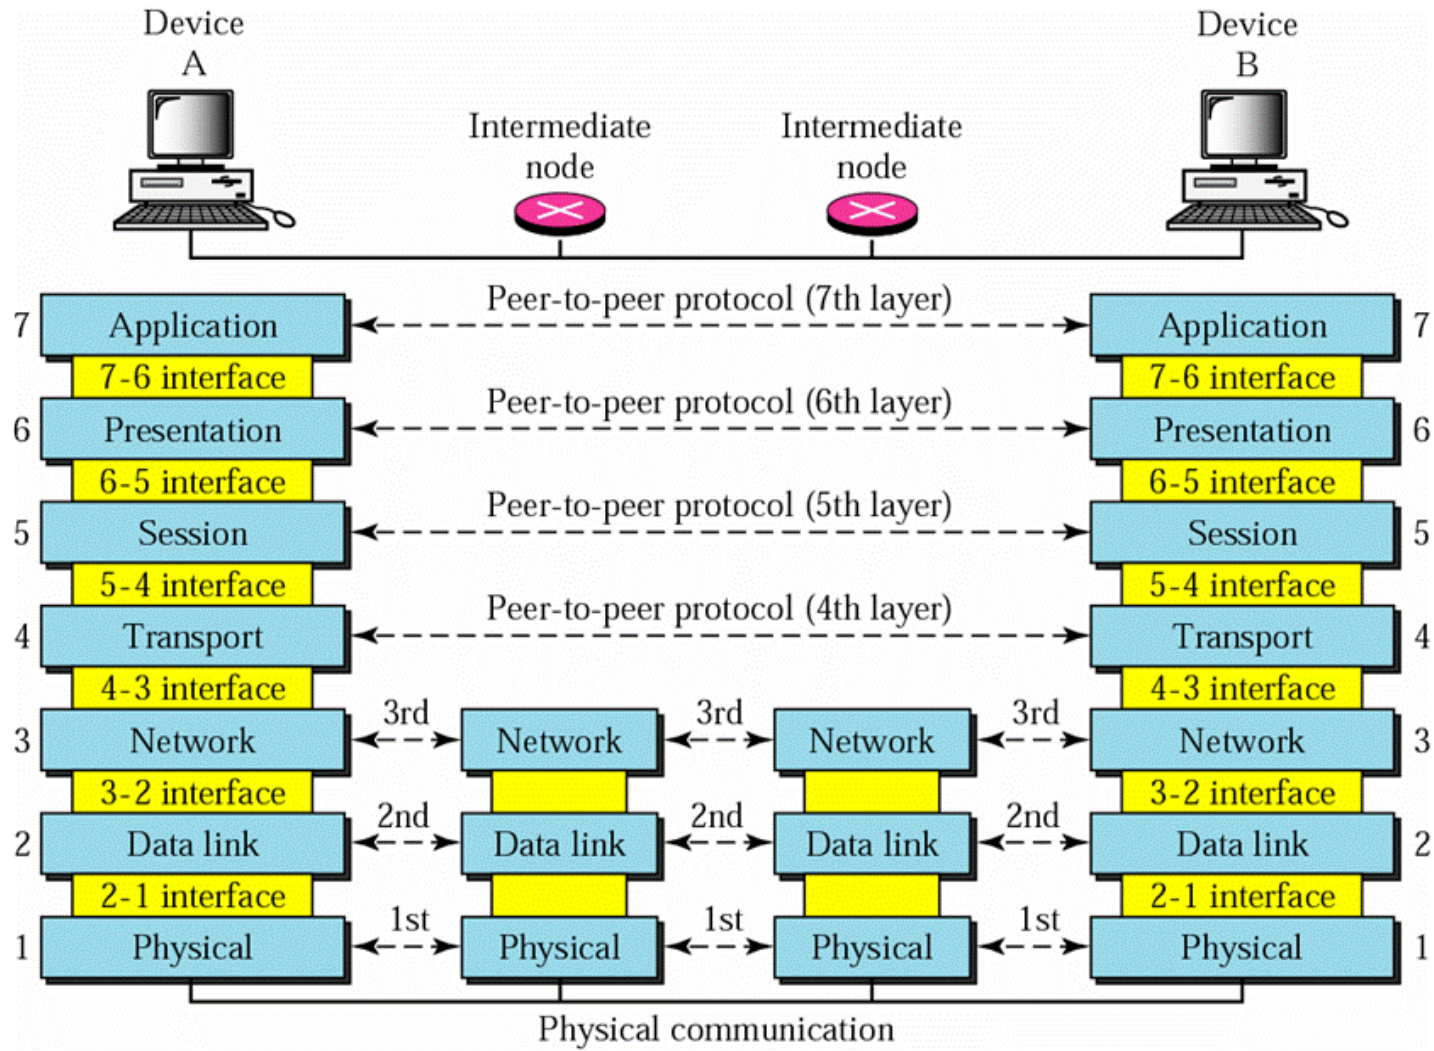 Device
A
Device
B
Intermediate
node
Intermediate
node
7 Application Peer-to-peer protocol (7th layer) Application 7
7-6 interface 7-6 interface
6 Presentation Peer-to-peer protocol (6th layer) Presentation 6
6-5 interface 6-5 interface
5 Session Peer-to-peer protocol (5th layer) Session 5
5-4 interface 5-4 interface
4 Transport Peer-to-peer protocol (4th layer) Transport 4
4-3 interface 4-3 interface
3 Network 3rd Network 3rd Network 3rd Network 3
3-2 interface 3-2 interface
2 Data link 2nd Data link 2nd Data link 2nd Data link 2
2-1 interface 2-1 interface
1 Physical 1st Physical 1st Physical 1st Physical 1
Physical communication